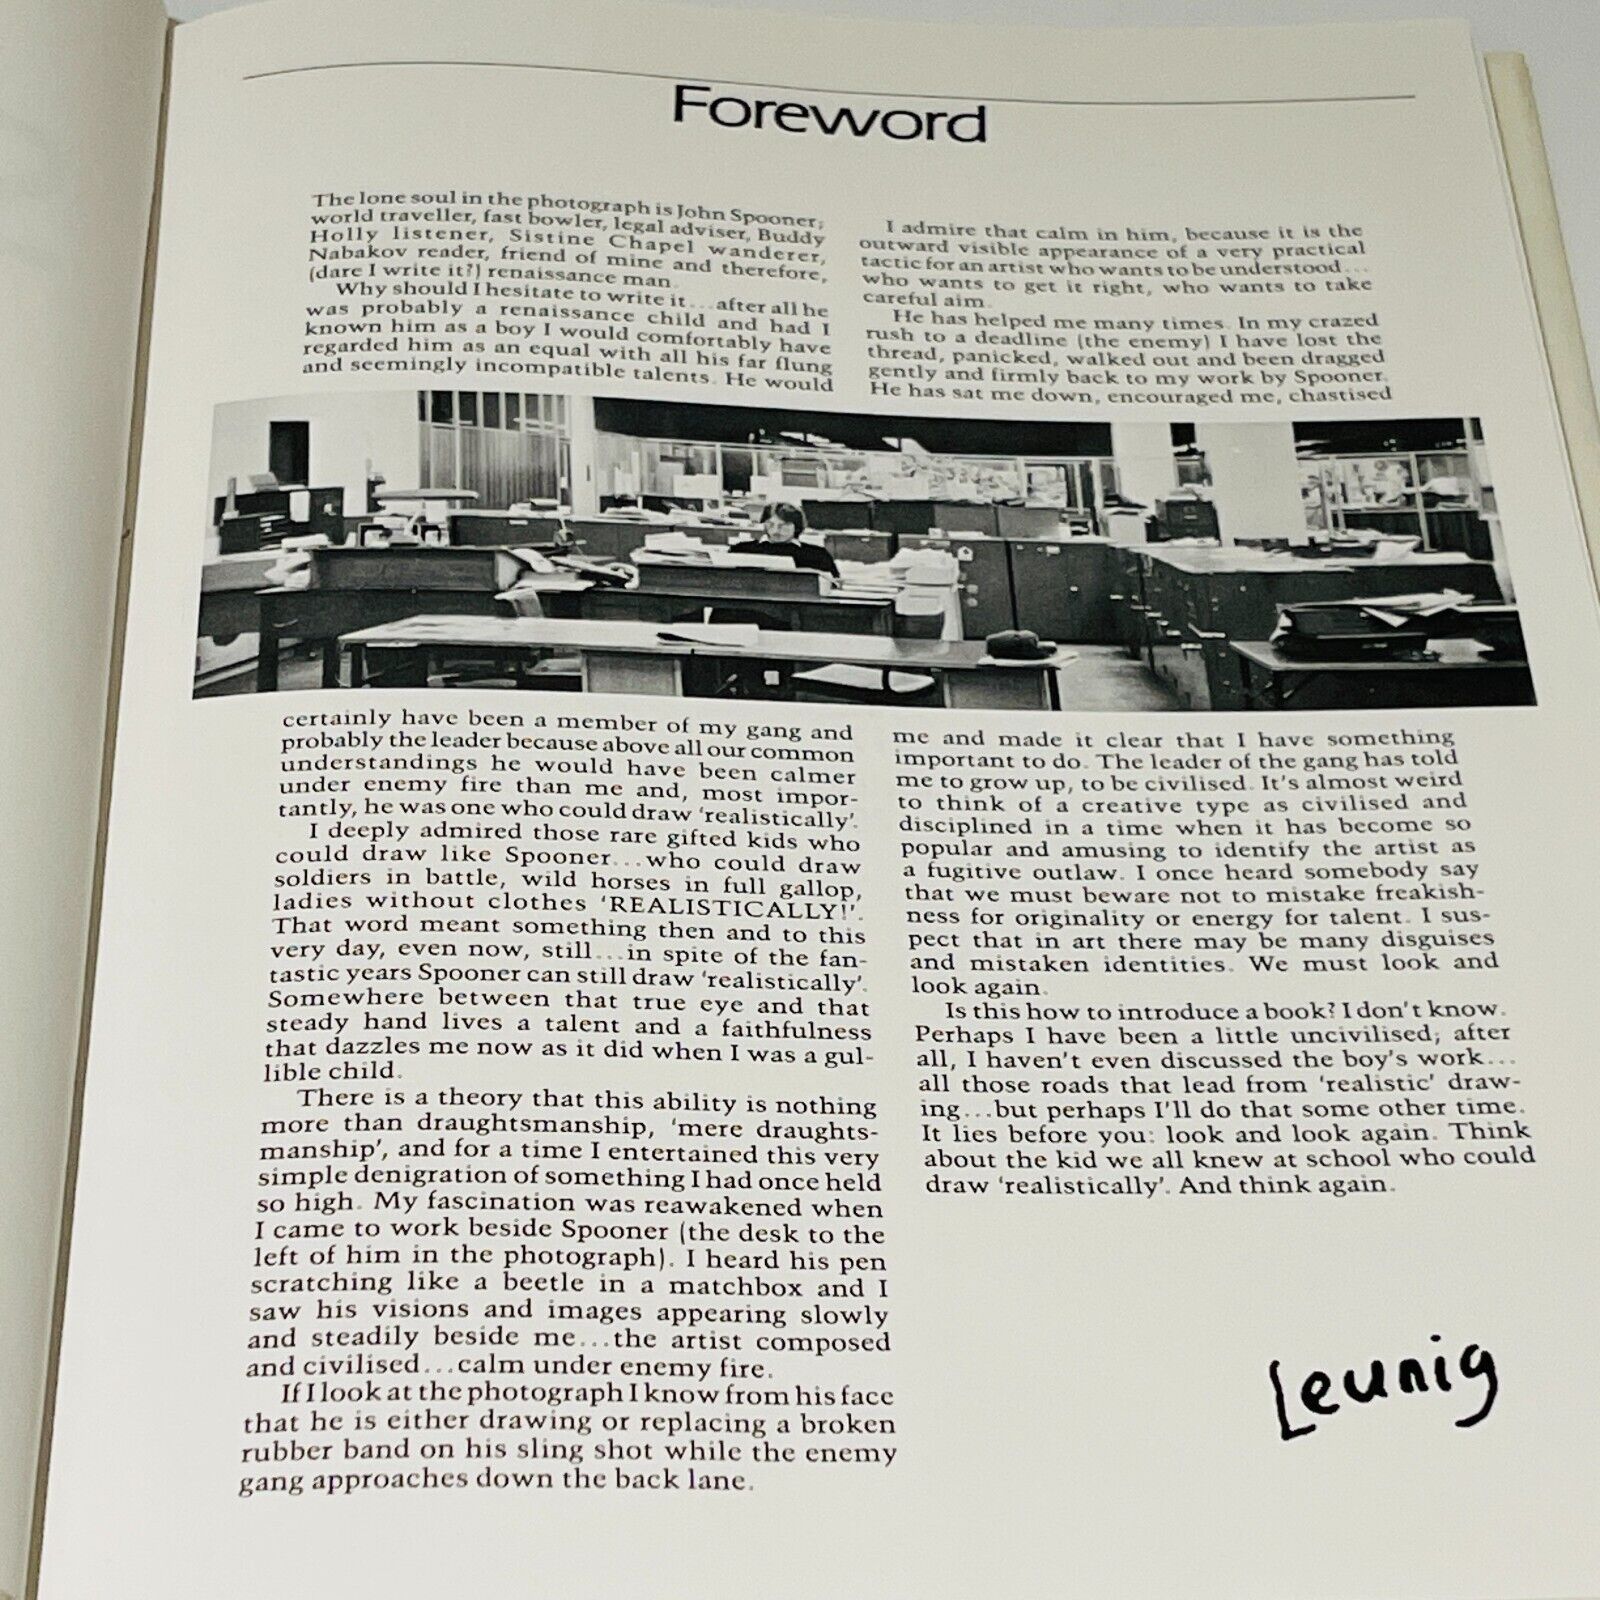 Foreword
The lone soul in the photograph is John Spooner;
world traveller, fast bowler, legal adviser, Buddy
Holly listener, Sistine Chapel wanderer,
Nabakov reader, friend of mine and therefore,
(dare I write it?) renaissance man.
Why should I hesitate to write it...after all he
was probably a renaissance child and had I
known him as a boy I would comfortably have
regarded him as an equal with all his far flung
and seemingly incompatible talents. He would
certainly have been a member of my gang and
probably the leader because above all our common
understandings he would have been calmer
under enemy fire than me and, most impor-
tantly, he was one who could draw 'realistically'.
I deeply admired those rare gifted kids who
could draw like Spooner...who could draw
soldiers in battle, wild horses in full gallop,
ladies without clothes 'REALISTICALLY!'.
That word meant something then and to this
very day, even now, still...in spite of the fan-
tastic years Spooner can still draw 'realistically'.
Somewhere between that true eye and that
steady hand lives a talent and a faithfulness
that dazzles me now as it did when I was a gul-
lible child.
There is a theory that this ability is nothing
more than draughtsmanship, 'mere draughts-
manship', and for a time I entertained this very
simple denigration of something I had once held
so high. My fascination was reawakened when
I came to work beside Spooner (the desk to the
left of him in the photograph). I heard his pen
scratching like a beetle in a matchbox and I
saw his visions and images appearing slowly
and steadily beside me...the artist composed
and civilised...calm under enemy fire.
If I look at the photograph I know from his face
that he is either drawing or replacing a broken
rubber band on his sling shot while the enemy
gang approaches down the back lane.
I admire that calm in him, because it is the
outward visible appearance of a very practical
tactic for an artist who wants to be understood...
who wants to get it right, who wants to take
careful aim.
He has helped me many times. In my crazed
rush to a deadline (the enemy) I have lost the
thread, panicked, walked out and been dragged
gently and firmly back to my work by Spooner.
He has sat me down, encouraged me, chastised
me and made it clear that I have something
important to do. The leader of the gang has told
me to grow up, to be civilised. It's almost weird
to think of a creative type as civilised and
disciplined in a time when it has become so
popular and amusing to identify the artist as
a fugitive outlaw. I once heard somebody say
that we must beware not to mistake freakish-
ness for originality or energy for talent. I sus-
pect that in art there may be many disguises
and mistaken identities. We must look and
look again.
Is this how to introduce a book? I don't know.
Perhaps I have been a little uncivilised; after
all, I haven't even discussed the boy's work...
all those roads that lead from 'realistic' draw-
ing...but perhaps I'll do that some other time.
It lies before you: look and look again. Think
about the kid we all knew at school who could
draw 'realistically'. And think again.
Leunig